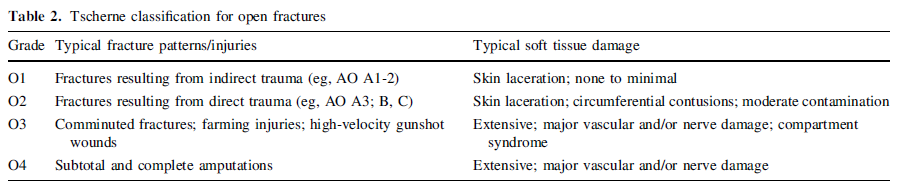 Table 2. Tscherne classification for open fractures
Grade Typical fracture patterns/injuries Typical soft tissue damage
O1 Fractures resulting from indirect trauma (eg, AO A1-2) Skin laceration; none to minimal
O2 Fractures resulting from direct trauma (eg, AO A3; B, C) Skin laceration; circumferential contusions; moderate contamination
O3 Comminuted fractures; farming injuries; high-velocity gunshot Extensive; major vascular and/or nerve damage; compartment
wounds syndrome
O4 Subtotal and complete amputations Extensive; major vascular and/or nerve damage